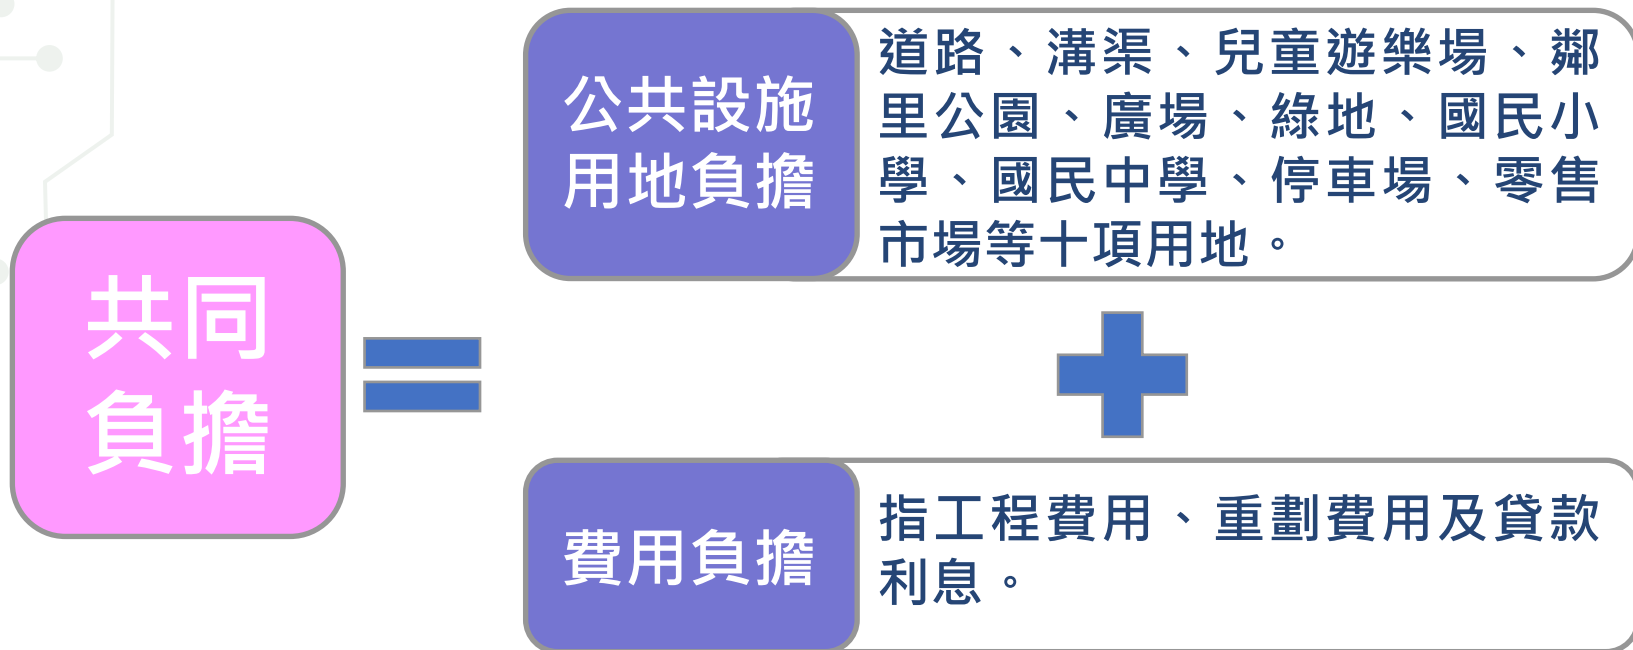 共同
負擔
公共設施
用地負擔
道路、溝渠、兒童遊樂場、鄰
里公園、廣場、綠地、國民小
學、國民中學、停車場、零售
市場等十項用地。
費用負擔
指工程費用、重劃費用及貸款
利息。